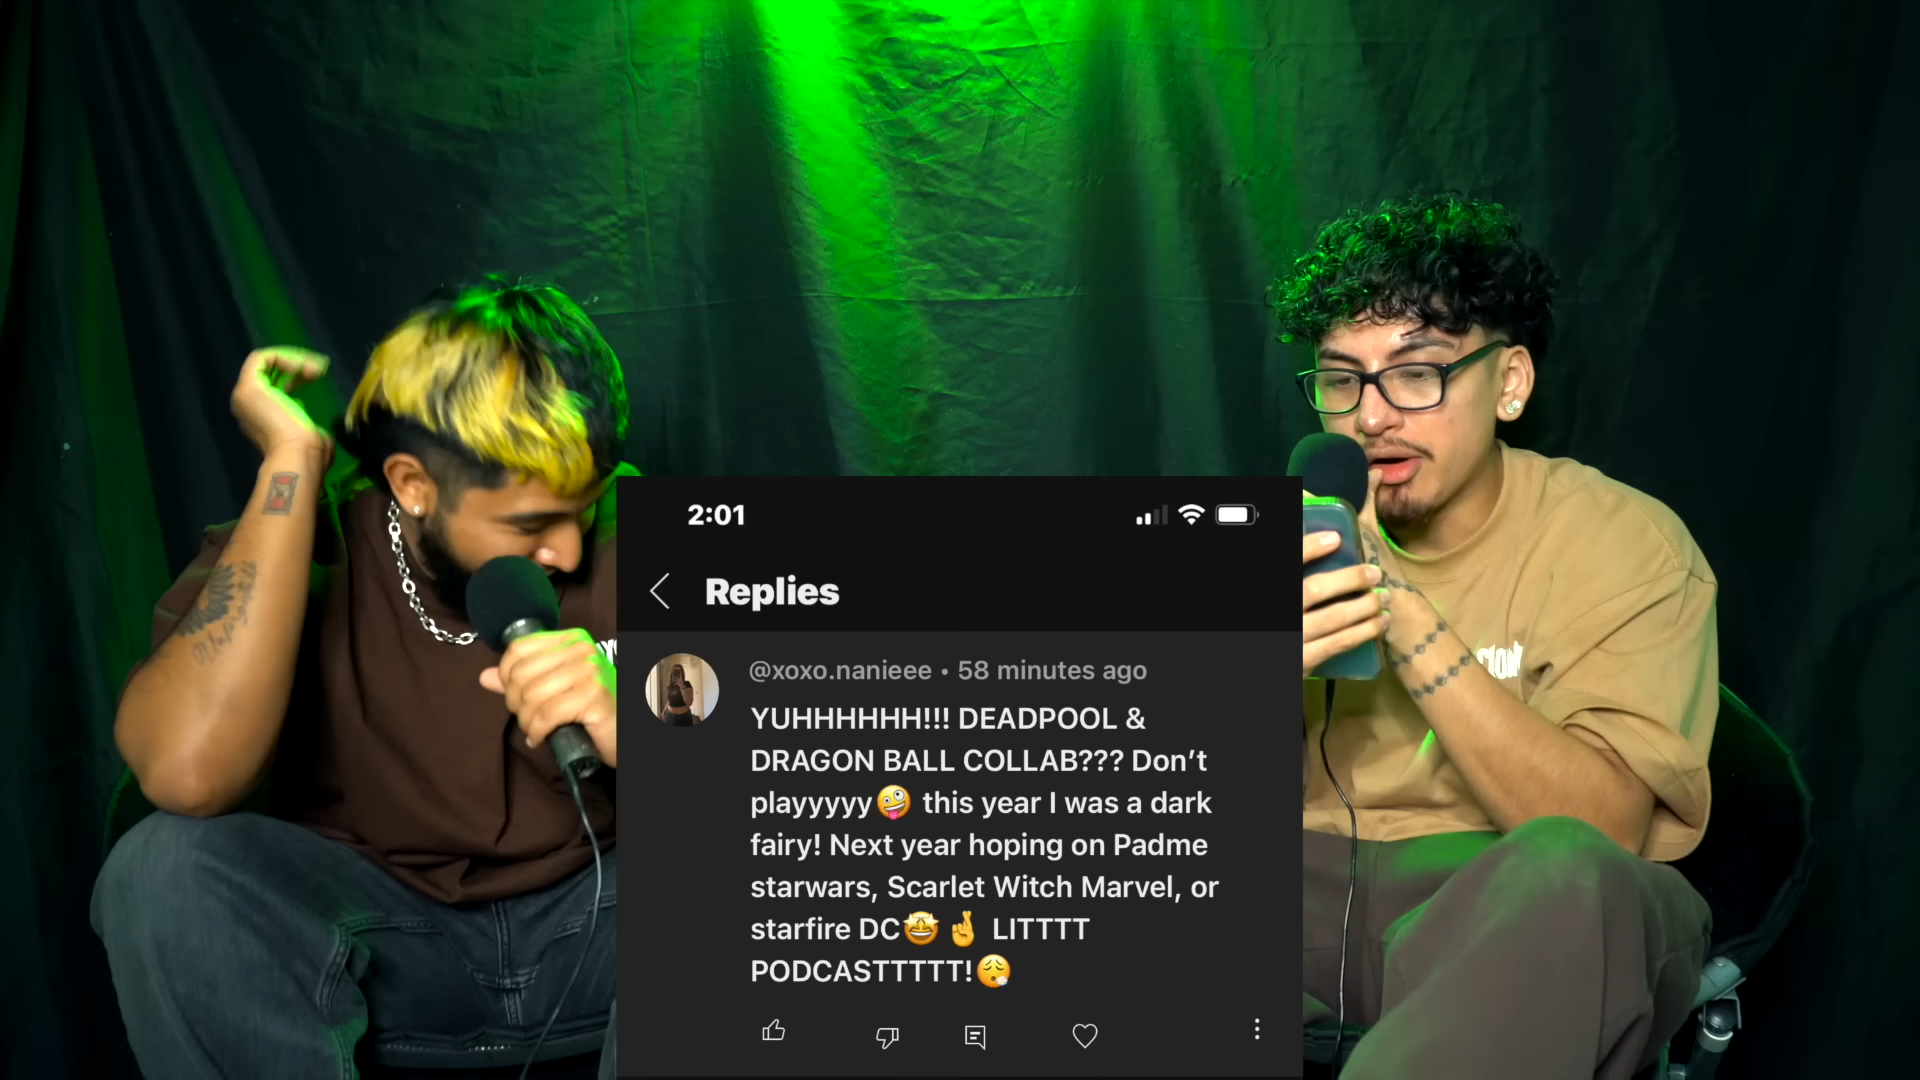 2:01
Replies
@xoxo.nanieee • 58 minutes ago
YUHHHHHH!!! DEADPOOL &
DRAGON BALL COLLAB??? Don’t
playyyyy🤪 this year I was a dark
fairy! Next year hoping on Padme
starwars, Scarlet Witch Marvel, or
starfire DC🤩🤞 LITTTT
PODCASTTTTT!😮‍💨